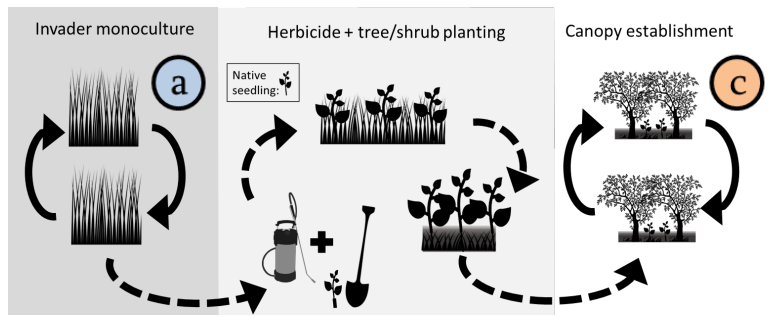 Invader monoculture
Herbicide + tree/shrub planting
Canopy establishment
a
c
Native
seedling: